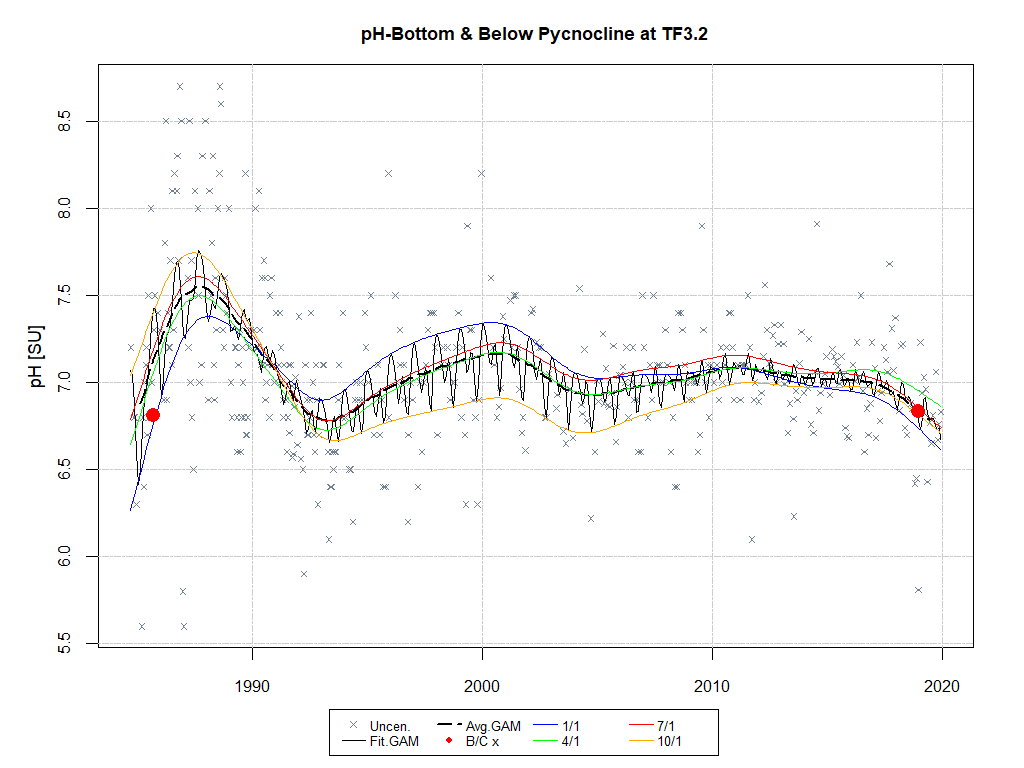 pH-Bottom & Below Pycnocline at TF3.2
pH [SU]
8.5
8.0
7.5
7.0
6.5
6.0
5.5
1990 2000 2010 2020
Uncen. Avg.GAM 1/1 7/1
Fit.GAM B/C x 4/1 10/1